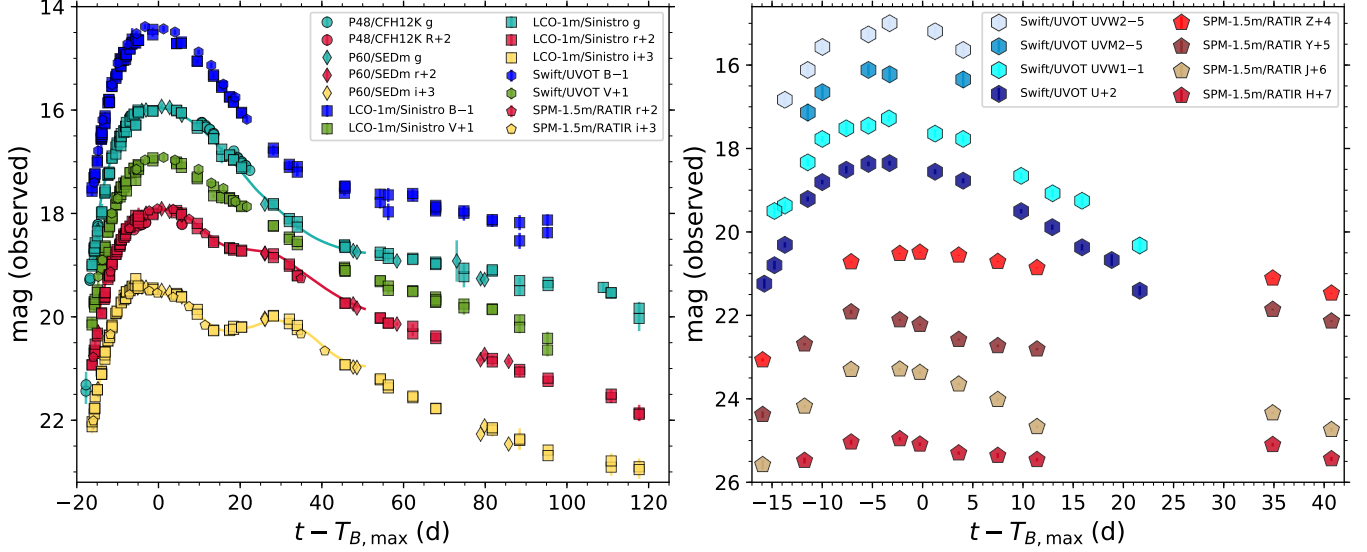 P48/CFH12K g
P48/CFH12K R+2
P60/SEDm g
P60/SEDm r+2
P60/SEDm i+3
LCO-1m/Sinistro B−1
LCO-1m/Sinistro V+1
LCO-1m/Sinistro g
LCO-1m/Sinistro r+2
LCO-1m/Sinistro i+3
Swift/UVOT B−1
Swift/UVOT V+1
SPM-1.5m/RATIR r+2
SPM-1.5m/RATIR i+3
14
16
18
20
22
mag (observed)
−20
0
20
40
60
80
100
120
t − T_{B, max} (d)
Swift/UVOT UVW2−5
Swift/UVOT UVM2−5
Swift/UVOT UVW1−1
Swift/UVOT U+2
SPM-1.5m/RATIR Z+4
SPM-1.5m/RATIR Y+5
SPM-1.5m/RATIR J+6
SPM-1.5m/RATIR H+7
16
18
20
22
24
26
mag (observed)
−15
−10
−5
0
5
10
15
20
25
30
35
40
t − T_{B, max} (d)